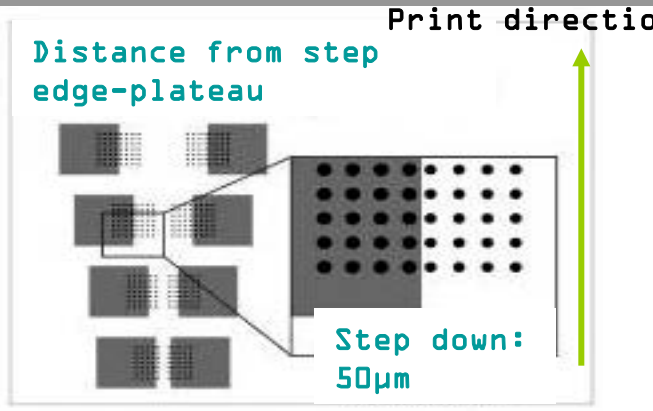 Print directio
Distance from step
edge-plateau
Step down:
50µm